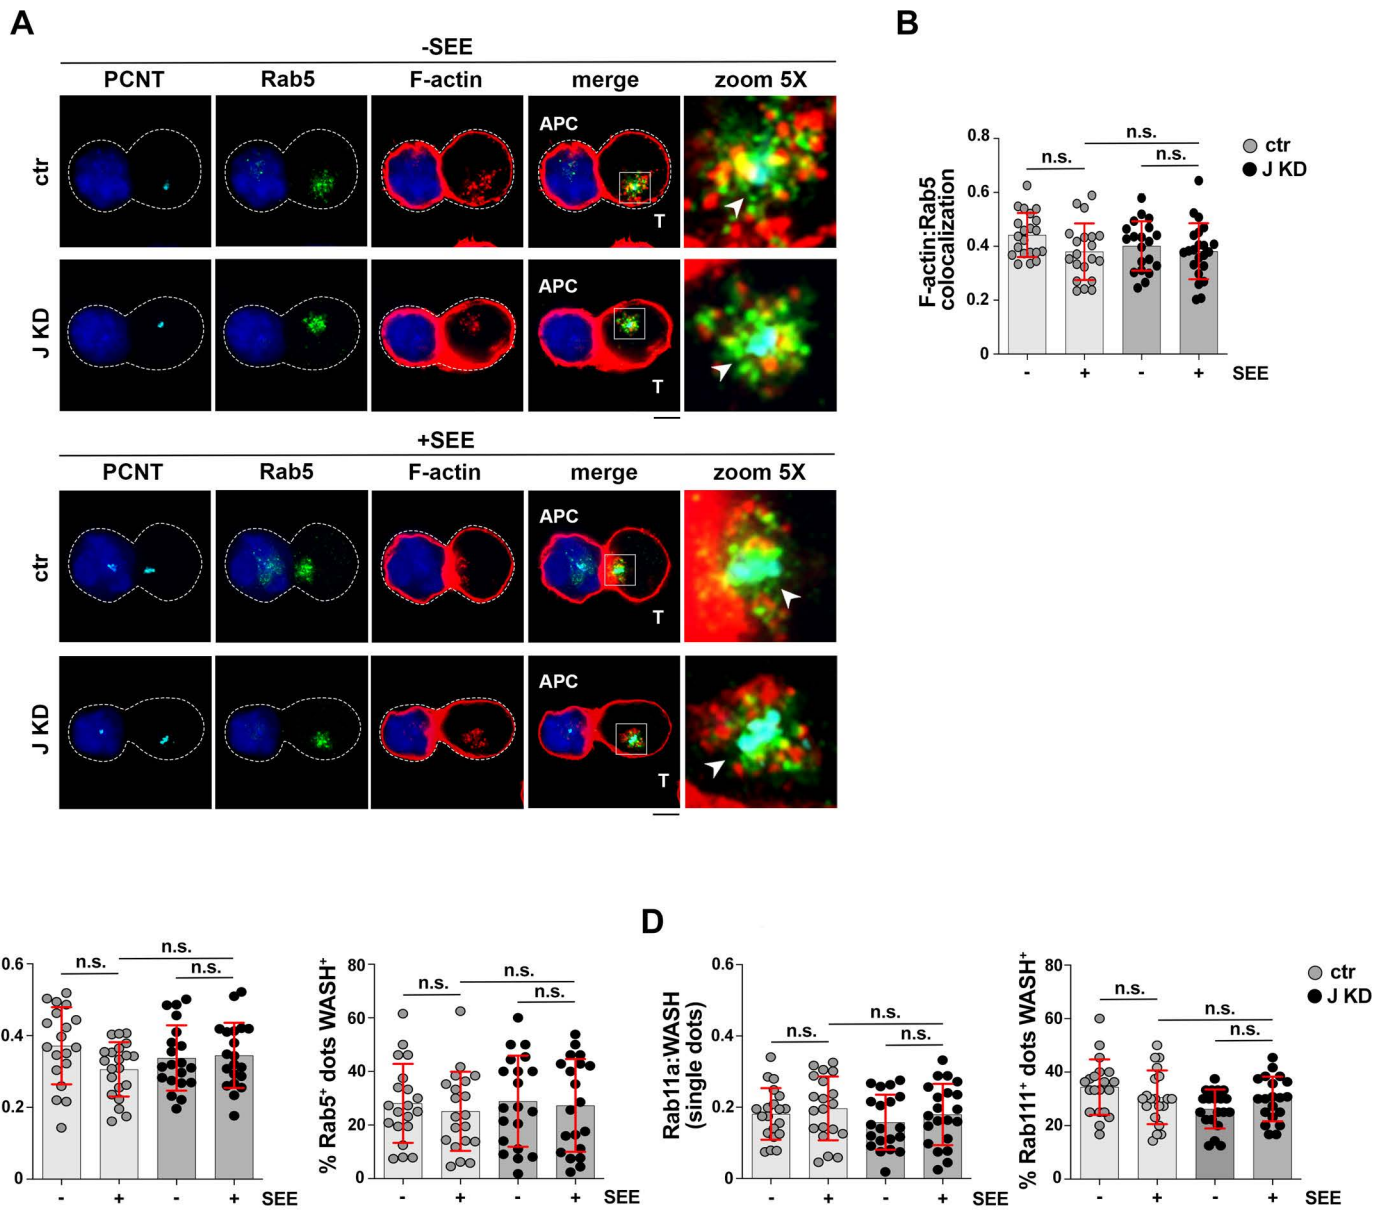 A
-SEE
PCNT Rab5 F-actin merge zoom 5X
ctr
APC
T
J KD
APC
T
+SEE
PCNT Rab5 F-actin merge zoom 5X
ctr
APC
T
J KD
APC
T
B
F-actin:Rab5
colocalization
0.8
0.6
0.4
0.2
0
n.s.
n.s.
n.s.
- + - + SEE
ctr
J KD
0.6
0.4
0.2
0
n.s.
n.s.
n.s.
- + - + SEE
% Rab5+ dots WASH+
80
60
40
20
0
n.s.
n.s.
n.s.
- + - + SEE
D
Rab11a:WASH
(single dots)
0.6
0.4
0.2
0
n.s.
n.s.
n.s.
- + - + SEE
% Rab111+ dots WASH+
80
60
40
20
0
n.s.
n.s.
n.s.
- + - + SEE
ctr
J KD